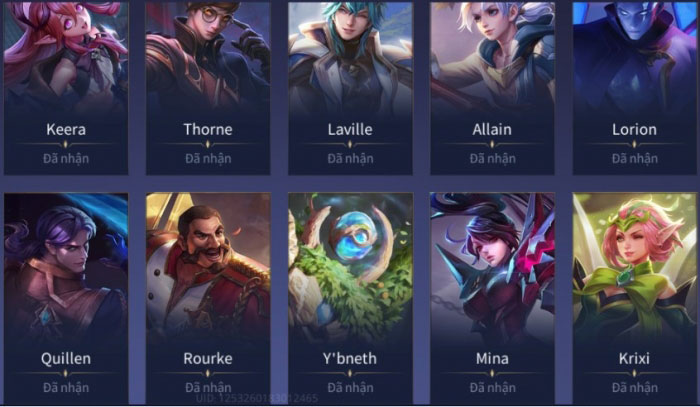 Keera
Đã nhận
Thorne
Đã nhận
Laville
Đã nhận
Allain
Đã nhận
Lorion
Đã nhận
Quillen
Đã nhận
Rourke
Đã nhận
Y'bneth
Đã nhận
Mina
Đã nhận
Krixi
Đã nhận
UID: 1253260183012465